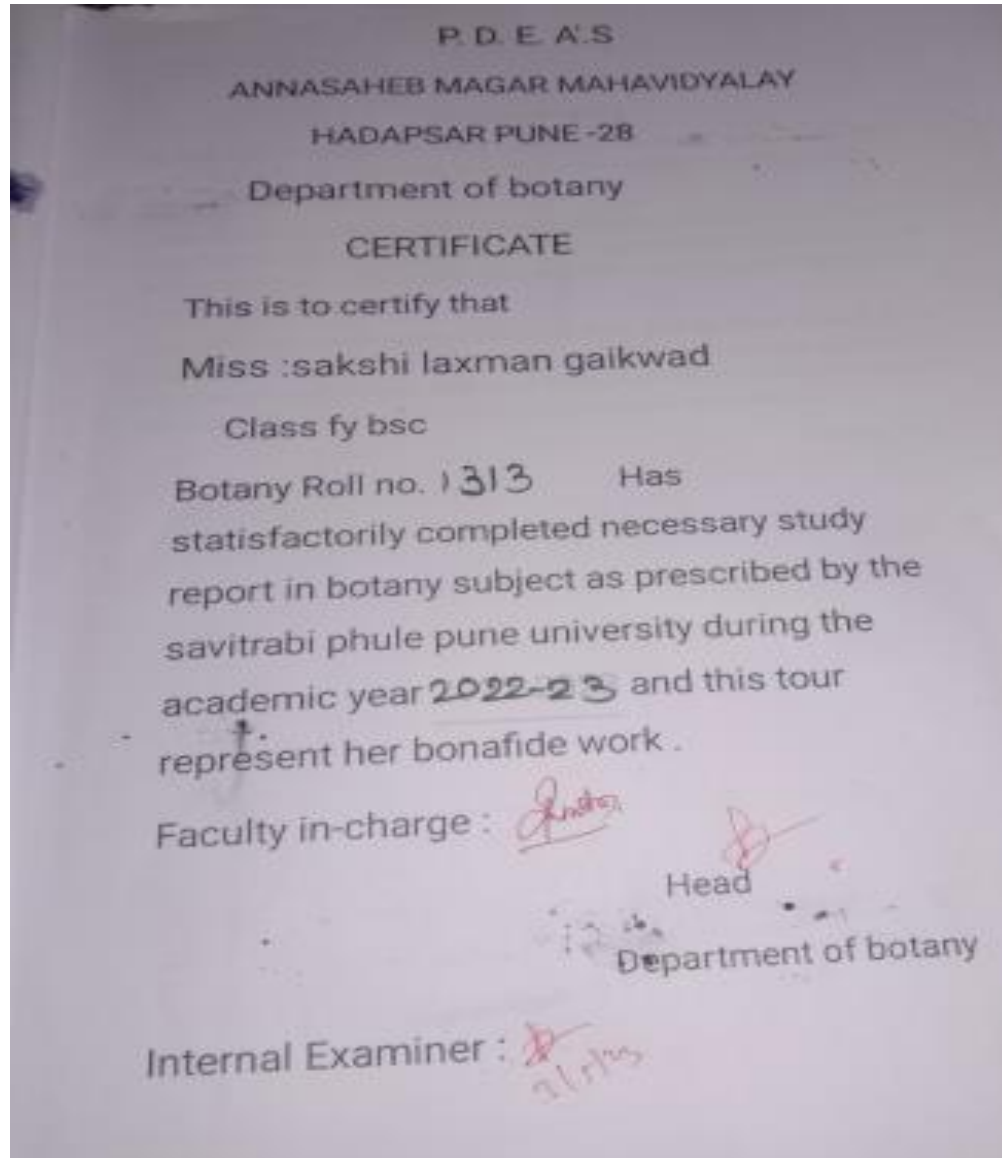 P. D. E. A'.S
ANNASAHEB MAGAR MAHAVIDYALAY
HADAPSAR PUNE -28
Department of botany
CERTIFICATE
This is to certify that
Miss :sakshi laxman gaikwad
Class fy bsc
Botany Roll no. 1313 Has
statisfactorily completed necessary study
report in botany subject as prescribed by the
savitrabi phule pune university during the
academic year 2022-23 and this tour
represent her bonafide work .
Faculty in-charge :
Head
Department of botany
Internal Examiner :